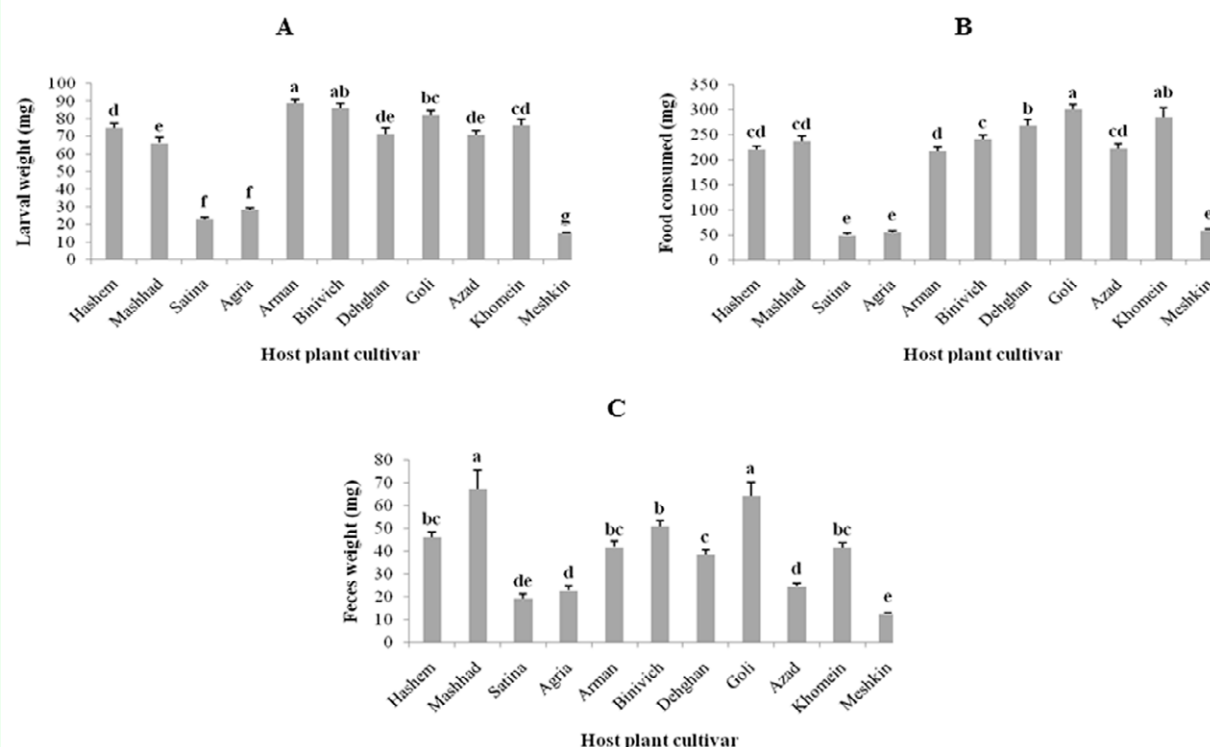 A
Larval weight (mg)
100
90
80
70
60
50
40
30
20
10
0
d
e
f
f
a
ab
de
bc
de
cd
g
Hashem
Mashhad
Satina
Agria
Arman
Binivich
Dehghan
Goli
Azad
Khomein
Meshkin
Host plant cultivar
B
Food consumed (mg)
350
300
250
200
150
100
50
0
cd
cd
e
e
d
c
b
a
cd
ab
e
Hashem
Mashhad
Satina
Agria
Arman
Binivich
Dehghan
Goli
Azad
Khomein
Meshkin
Host plant cultivar
C
Feces weight (mg)
80
70
60
50
40
30
20
10
0
bc
a
de
d
bc
b
c
a
d
bc
e
Hashem
Mashhad
Satina
Agria
Arman
Binivich
Dehghan
Goli
Azad
Khomein
Meshkin
Host plant cultivar